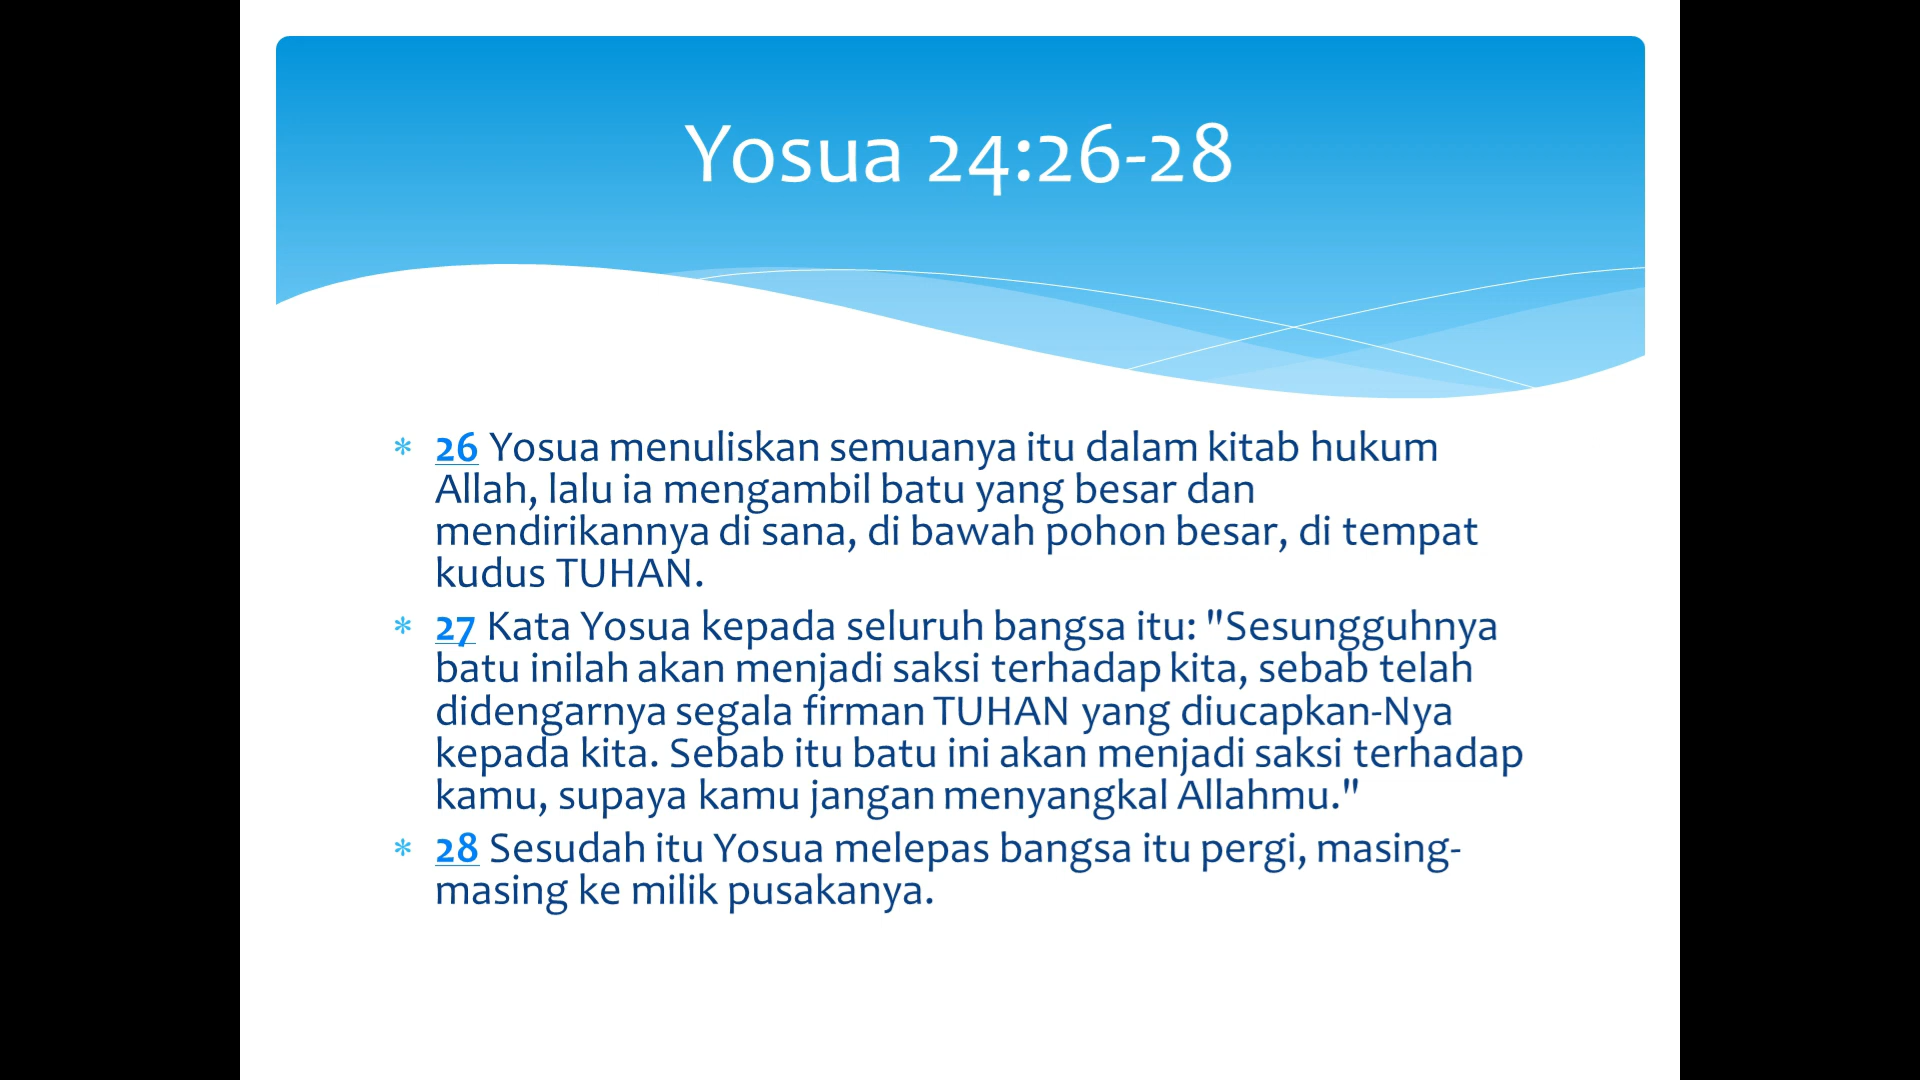 Yosua 24:26-28
* 26 Yosua menuliskan semuanya itu dalam kitab hukum
Allah, lalu ia mengambil batu yang besar dan
mendirikannya di sana, di bawah pohon besar, di tempat
kudus TUHAN.
* 27 Kata Yosua kepada seluruh bangsa itu: "Sesungguhnya
batu inilah akan menjadi saksi terhadap kita, sebab telah
didengarnya segala firman TUHAN yang diucapkan-Nya
kepada kita. Sebab itu batu ini akan menjadi saksi terhadap
kamu, supaya kamu jangan menyangkal Allahmu."
* 28 Sesudah itu Yosua melepas bangsa itu pergi, masing-
masing ke milik pusakanya.